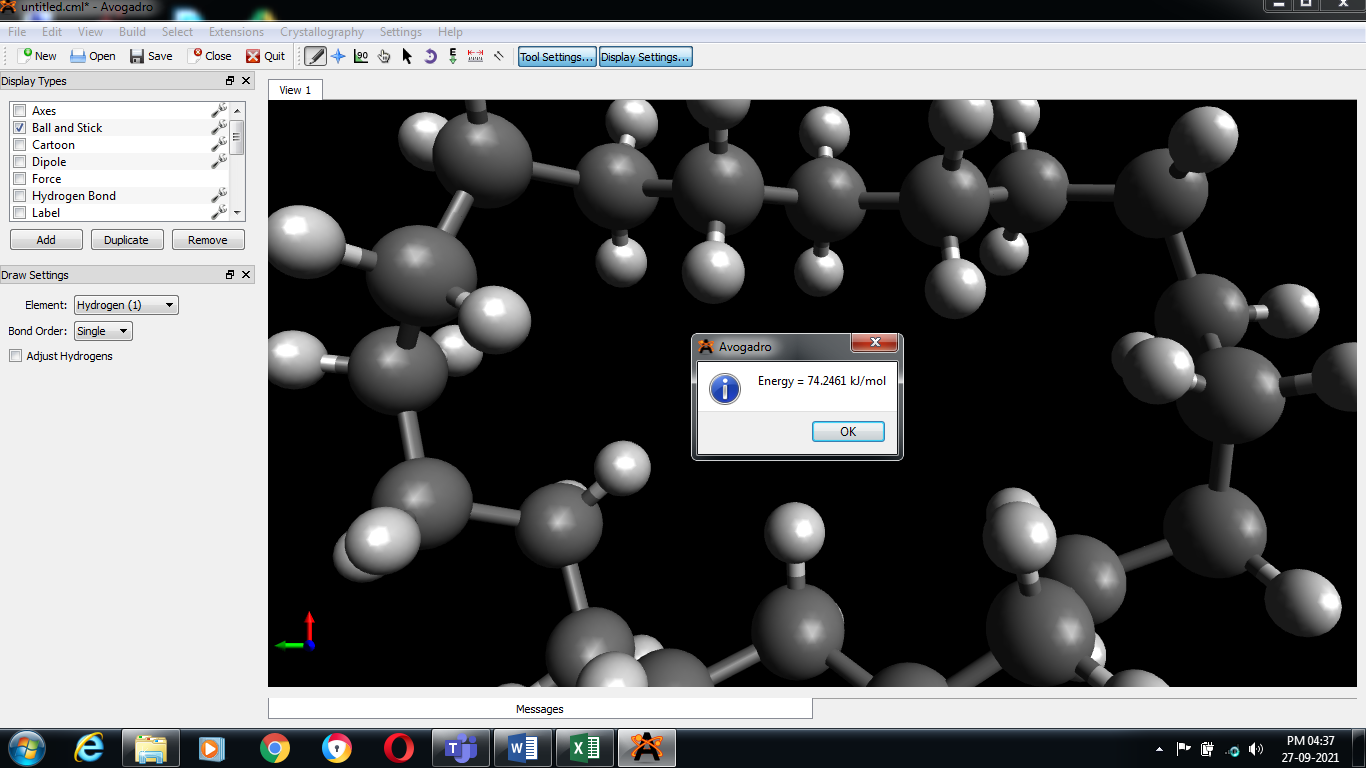 untitled.cml* - Avogadro
File Edit View Build Select Extensions Crystallography Settings Help
New Open Save Close Quit 90 E Tool Settings... Display Settings...
Display Types
View 1
Axes
Ball and Stick
Cartoon
Dipole
Force
Hydrogen Bond
Label
Add Duplicate Remove
Draw Settings
Element: Hydrogen (1)
Bond Order: Single
Adjust Hydrogens
Avogadro
Energy = 74.2461 kJ/mol
OK
Messages
PM 04:37
27-09-2021